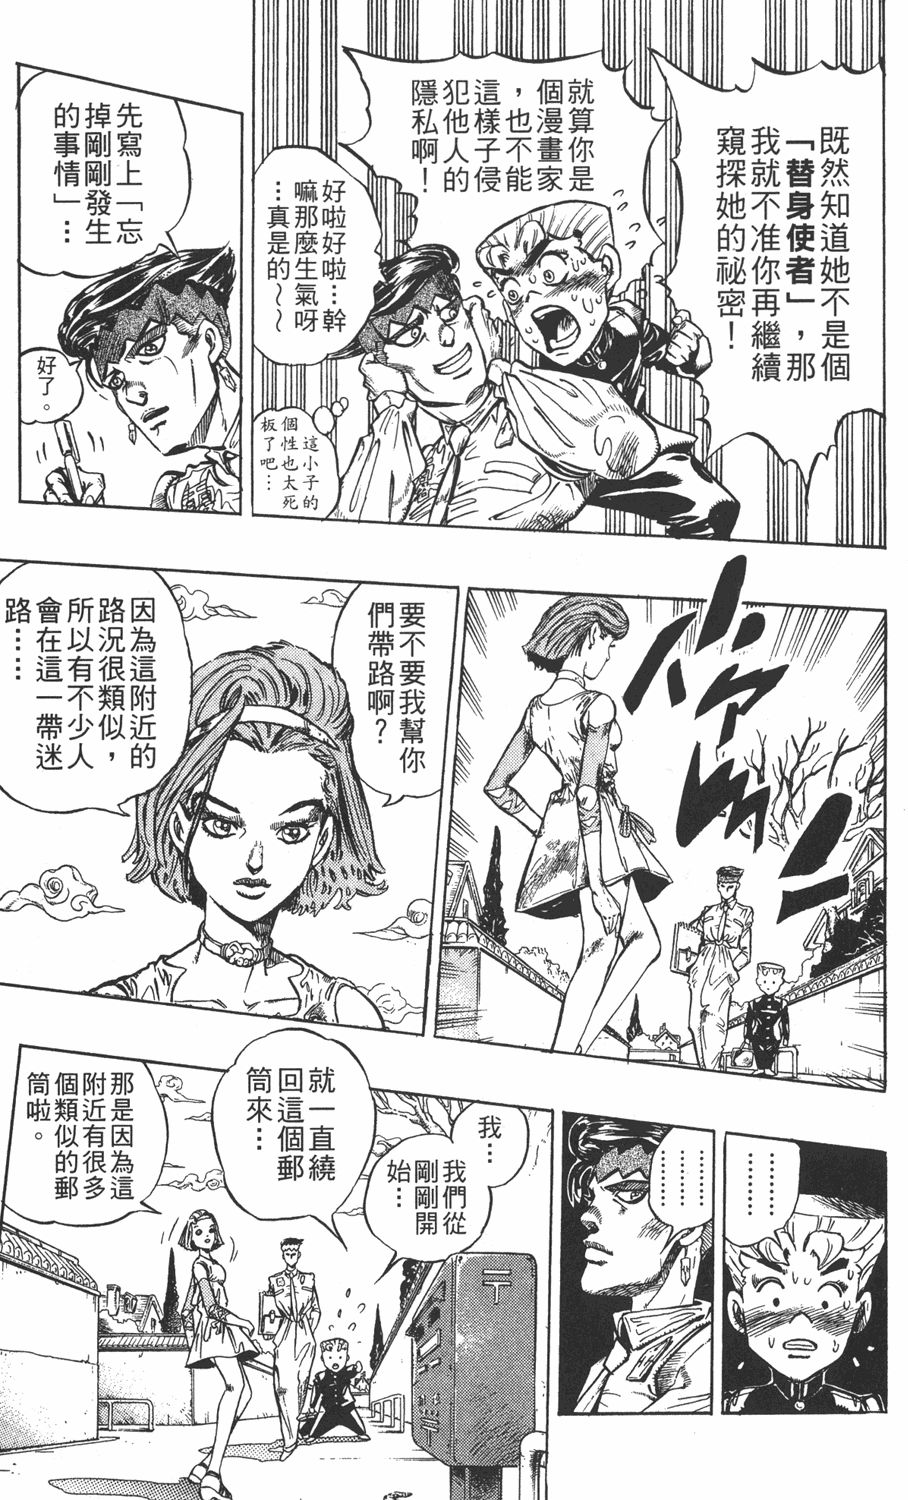 既然知道她不是個
「替身使者」,那
我就不准你再繼續
窺探她的祕密！
就算你是
個漫畫家
,也不能
這樣子侵
犯他人的
隱私啊！
好啦好啦…幹
嘛那麼生氣呀
…真是的～～
這小子的
個性也太死
板了吧…
先寫上「忘
掉剛剛發生
的事情」…
好了。
ドォーン
要不要我幫你
們帶路啊？
因為這附近的
路況很類似，
所以有不少人
會在這一帶迷
路……
………
………
………
………
我…
我們從
剛剛開
始…
就一直繞
回這個郵
筒來…
那是因為這
附近有很多
個類似的郵
筒啦。
〒